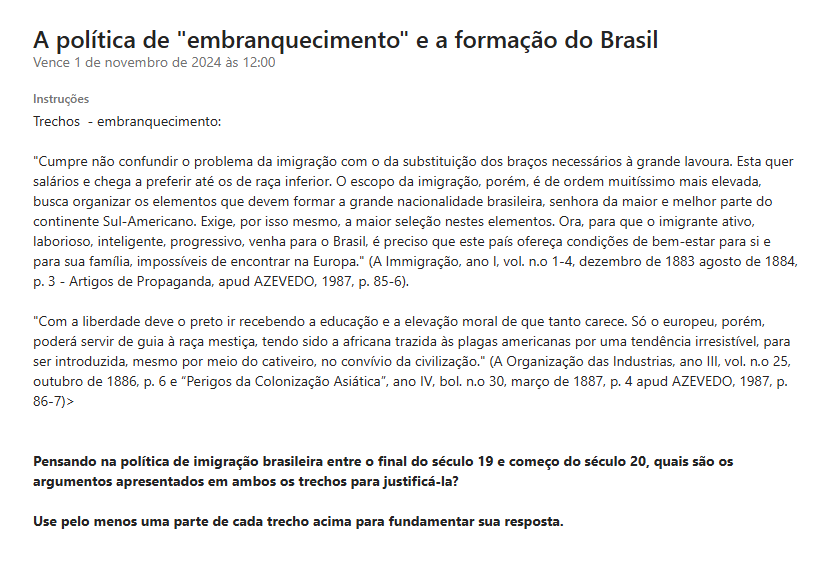 A política de "embranquecimento" e a formação do Brasil
Vence 1 de novembro de 2024 às 12:00
Instruções
Trechos - embranquecimento:
"Cumpre não confundir o problema da imigração com o da substituição dos braços necessários à grande lavoura. Esta quer
salários e chega a preferir até os de raça inferior. O escopo da imigração, porém, é de ordem muitíssimo mais elevada,
busca organizar os elementos que devem formar a grande nacionalidade brasileira, senhora da maior e melhor parte do
continente Sul-Americano. Exige, por isso mesmo, a maior seleção nestes elementos. Ora, para que o imigrante ativo,
laborioso, inteligente, progressivo, venha para o Brasil, é preciso que este país ofereça condições de bem-estar para si e
para sua família, impossíveis de encontrar na Europa." (A Immigração, ano I, vol. n.o 1-4, dezembro de 1883 agosto de 1884,
p. 3 - Artigos de Propaganda, apud AZEVEDO, 1987, p. 85-6).
"Com a liberdade deve o preto ir recebendo a educação e a elevação moral de que tanto carece. Só o europeu, porém,
poderá servir de guia à raça mestiça, tendo sido a africana trazida às plagas americanas por uma tendência irresistível, para
ser introduzida, mesmo por meio do cativeiro, no convívio da civilização." (A Organização das Industrias, ano III, vol. n.o 25,
outubro de 1886, p. 6 e "Perigos da Colonização Asiática", ano IV, bol. n.o 30, março de 1887, p. 4 apud AZEVEDO, 1987, p.
86-7)>
Pensando na política de imigração brasileira entre o final do século 19 e começo do século 20, quais são os
argumentos apresentados em ambos os trechos para justificá-la?
Use pelo menos uma parte de cada trecho acima para fundamentar sua resposta.